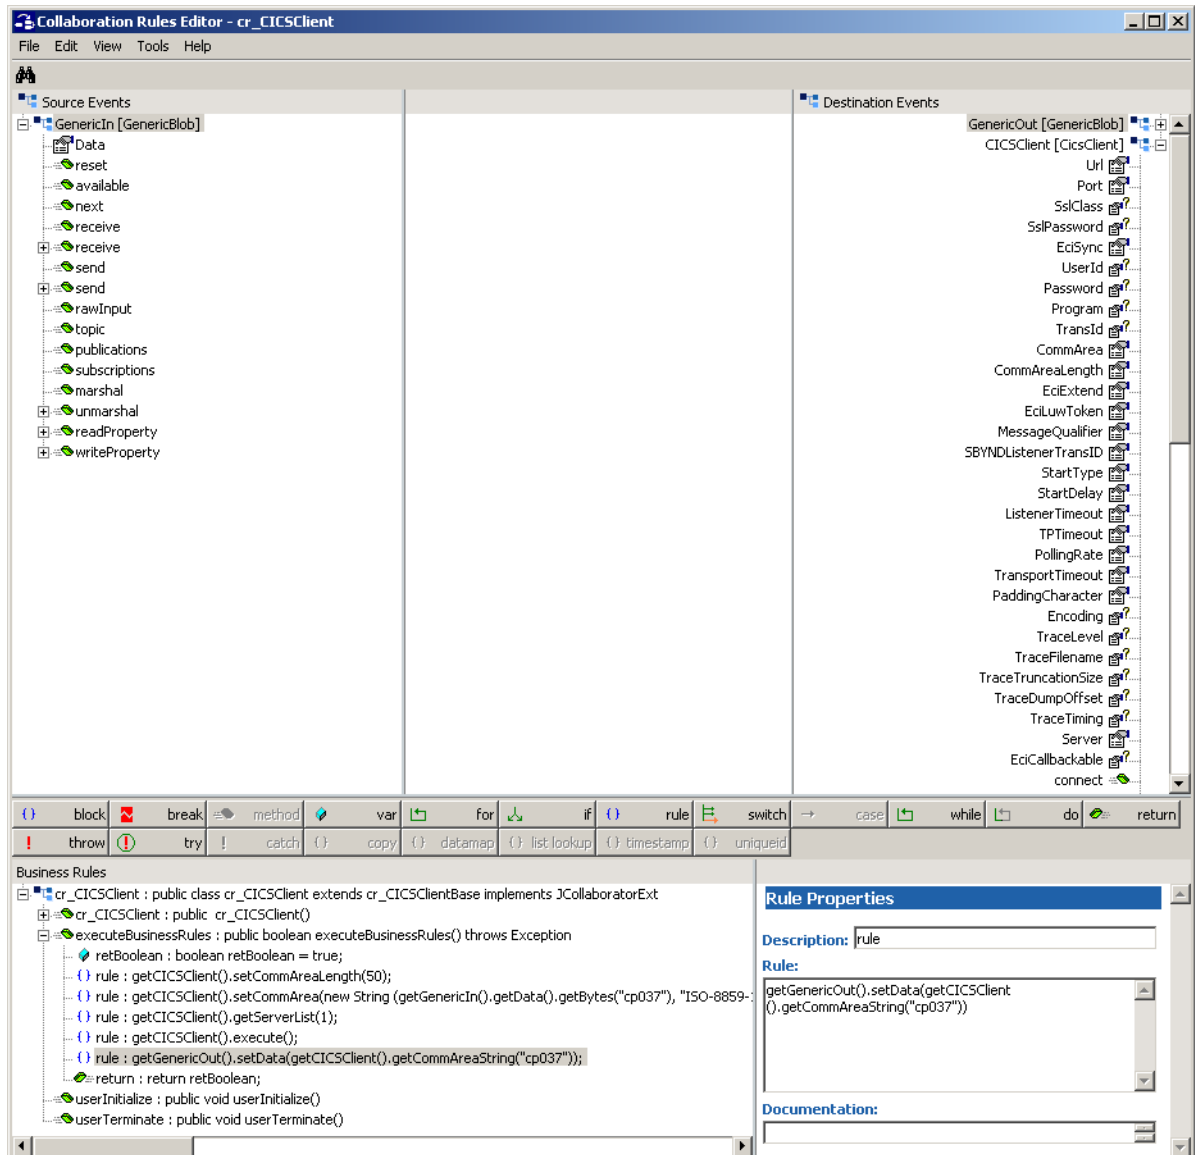 Collaboration Rules Editor - cr_CICSClient
File Edit View Tools Help
Source Events
Destination Events
GenericIn [GenericBlob]
Data
reset
available
next
receive
receive
send
send
rawInput
topic
publications
subscriptions
marshal
unmarshal
readProperty
writeProperty
GenericOut [GenericBlob]
CICSClient [CicsClient]
Url
Port
SslClass
SslPassword
EciSync
UserId
Password
Program
TransId
CommArea
CommAreaLength
EciExtend
EciLuwToken
MessageQualifier
SBYNDListenerTransID
StartType
StartDelay
ListenerTimeout
TPTimeout
PollingRate
TransportTimeout
PaddingCharacter
Encoding
TraceLevel
TraceFilename
TraceTruncationSize
TraceDumpOffset
TraceTiming
Server
EciCallbackable
connect
{} block break method var for if {} rule switch case while do return
throw try catch {} copy {} datamap {} list lookup {} timestamp {} uniqueid
Business Rules
cr_CICSClient : public class cr_CICSClient extends cr_CICSClientBase implements JCollaboratorExt
cr_CICSClient : public cr_CICSClient()
executeBusinessRules : public boolean executeBusinessRules() throws Exception
retBoolean : boolean retBoolean = true;
{} rule : getCICSClient().setCommAreaLength(50);
{} rule : getCICSClient().setCommArea(new String (getGenericIn().getData().getBytes("cp037"), "ISO-8859-
{} rule : getCICSClient().getServerList(1);
{} rule : getCICSClient().execute();
{} rule : getGenericOut().setData(getCICSClient().getCommAreaString("cp037"));
return : return retBoolean;
userInitialize : public void userInitialize()
userTerminate : public void userTerminate()
Rule Properties
Description: rule
Rule:
getGenericOut().setData(getCICSClient
().getCommAreaString("cp037"))
Documentation: